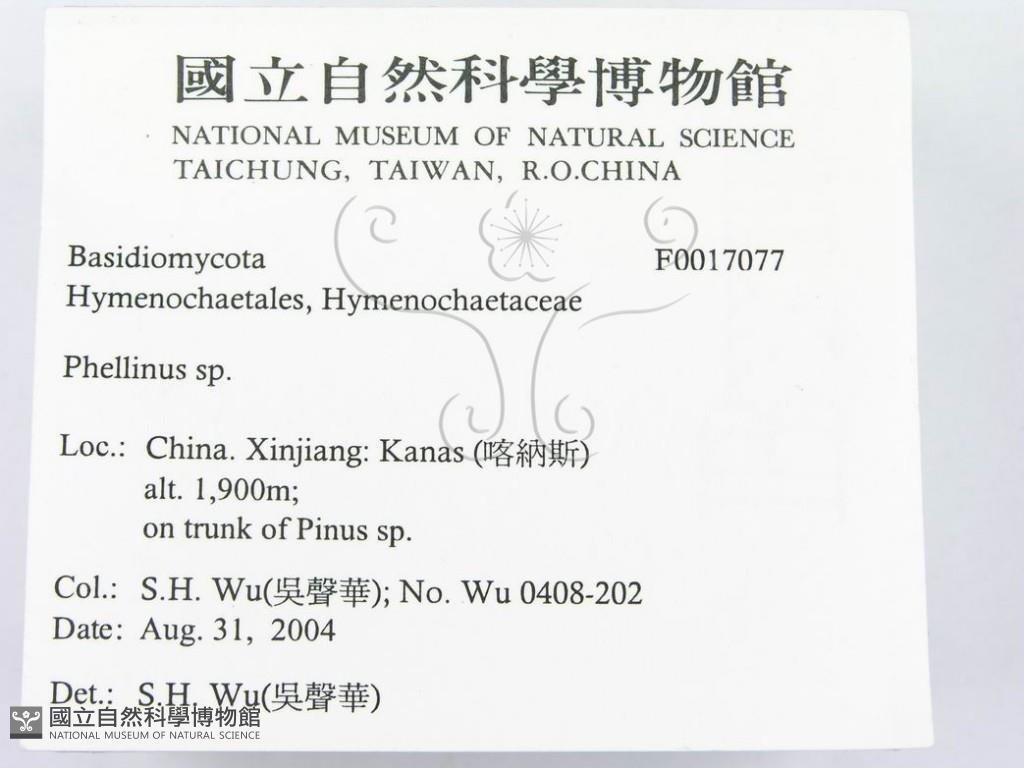 國立自然科學博物館
NATIONAL MUSEUM OF NATURAL SCIENCE
TAICHUNG, TAIWAN, R.O.CHINA
Basidiomycota F0017077
Hymenochaetales, Hymenochaetaceae
Phellinus sp.
Loc.: China. Xinjiang: Kanas (喀納斯)
alt. 1,900m;
on trunk of Pinus sp.
Col.: S.H. Wu(吳聲華); No. Wu 0408-202
Date: Aug. 31, 2004
Det.: S.H. Wu(吳聲華)
國立自然科學博物館
NATIONAL MUSEUM OF NATURAL SCIENCE